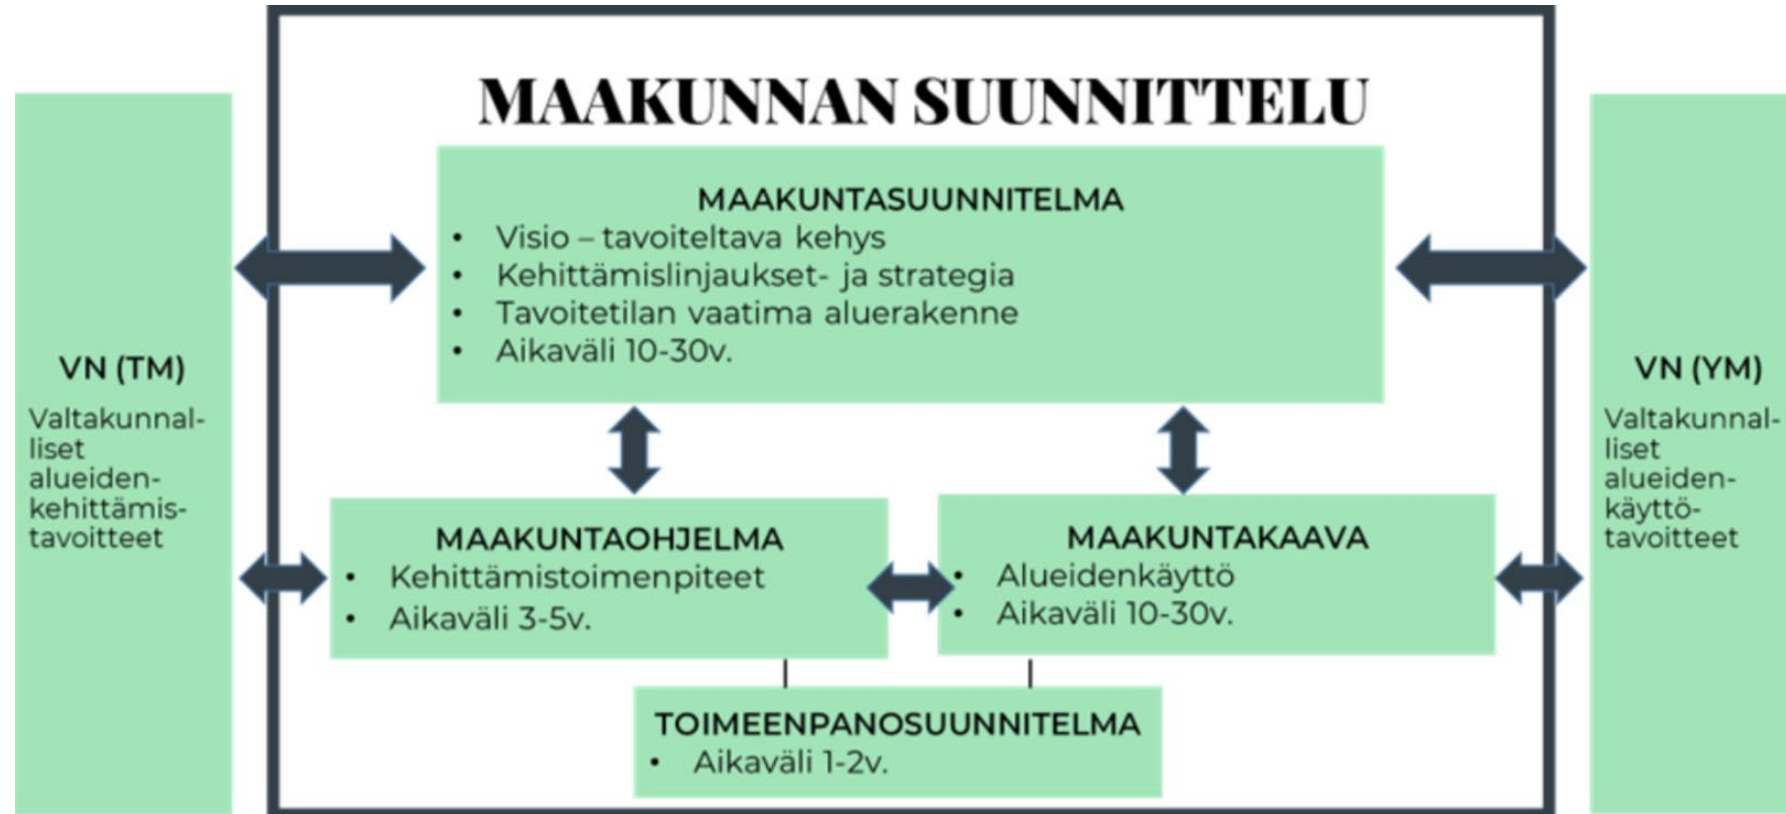 MAAKUNNAN SUUNNITTELU
MAAKUNTASUUNNITELMA
• Visio – tavoiteltava kehys
• Kehittämislinjaukset- ja strategia
• Tavoitetilan vaatima aluerakenne
• Aikaväli 10-30v.
VN (TM)
Valtakunnal-
liset
alueiden-
kehittämis-
tavoitteet
VN (YM)
Valtakunnal-
liset
alueiden-
käyttö-
tavoitteet
MAAKUNTAOHJELMA
• Kehittämistoimenpiteet
• Aikaväli 3-5v.
MAAKUNTAKAAVA
• Alueidenkäyttö
• Aikaväli 10-30v.
TOIMEENPANOSUUNNITELMA
• Aikaväli 1-2v.